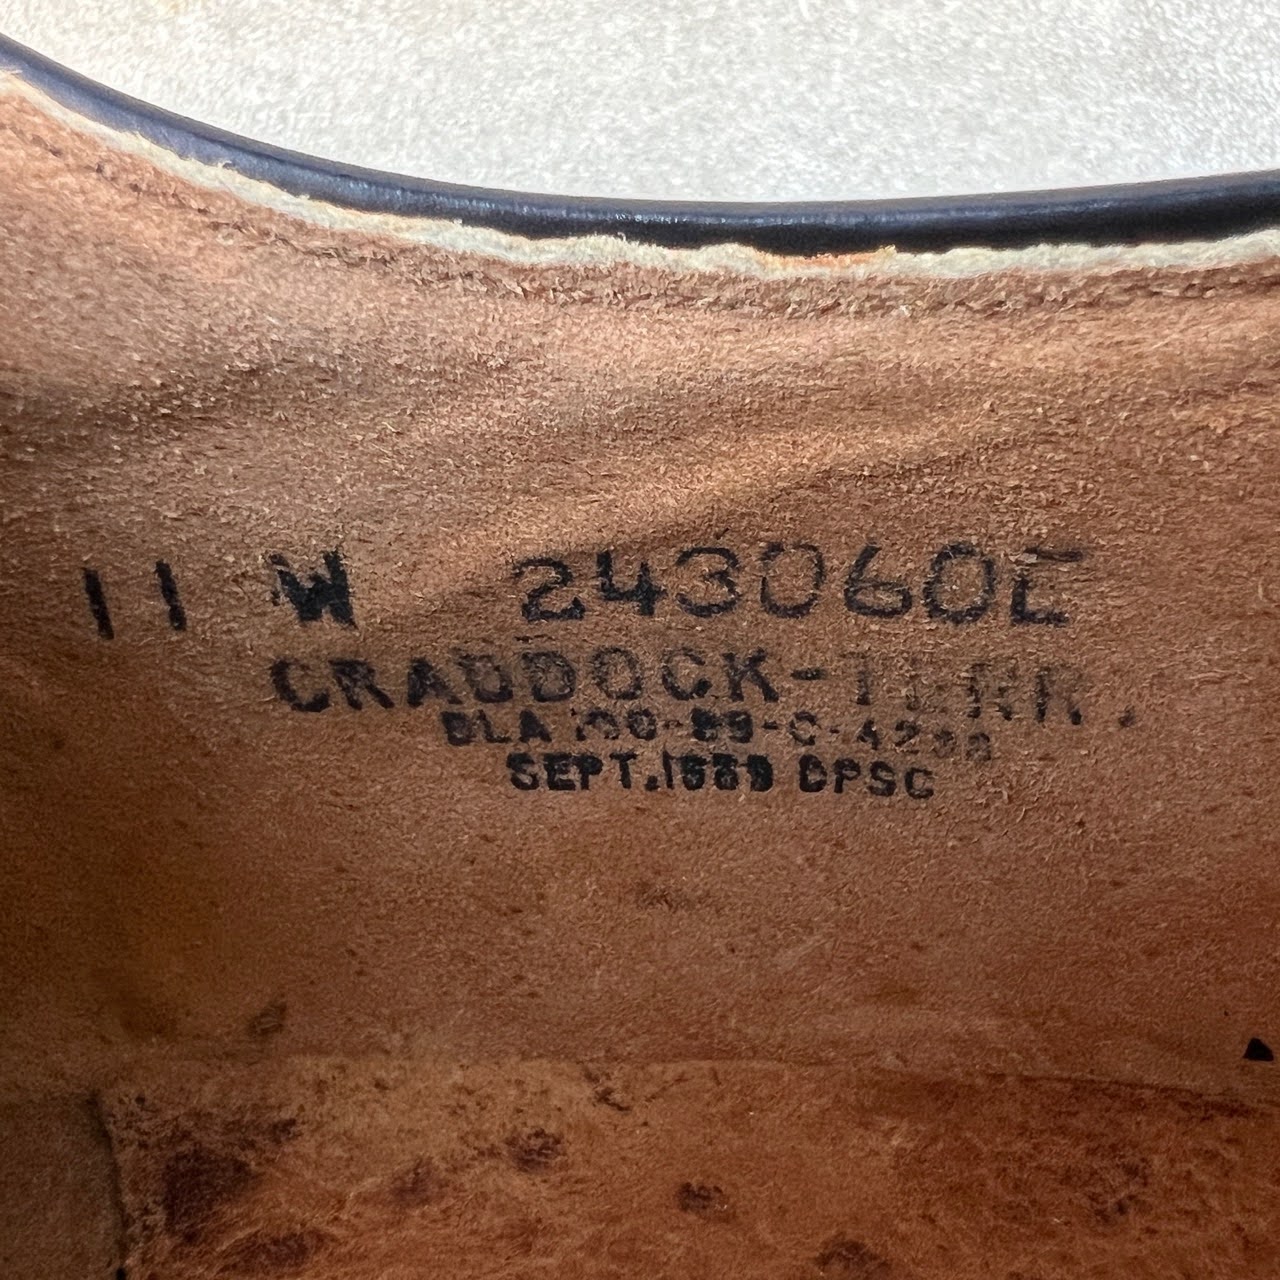 11 W 243060E
CRADDOCK-TERR.
DLA 100-89-C-4298
SEPT. 1989 DPSC